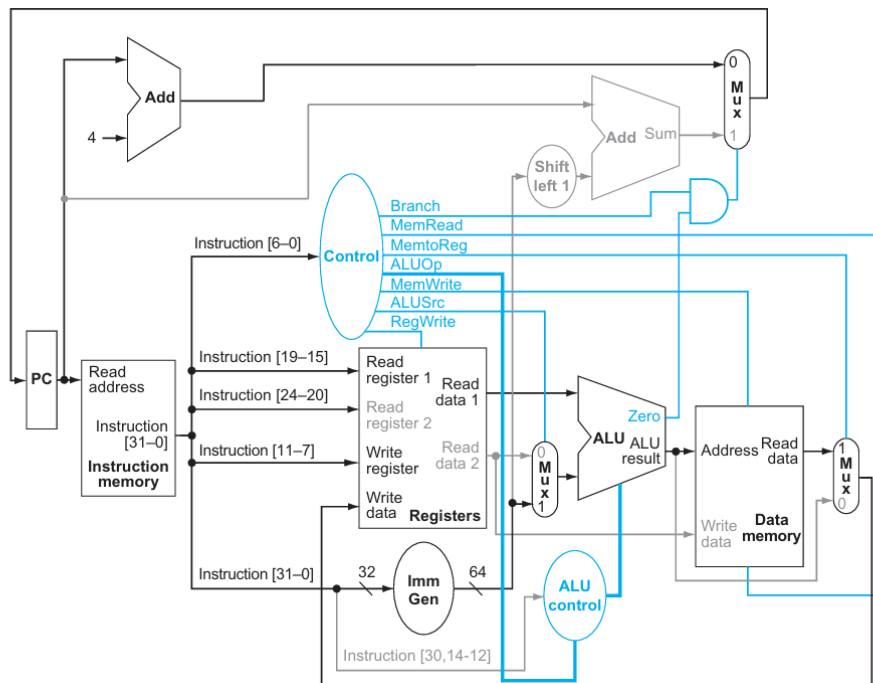 0
M
u
x
1
Add
4
Add Sum
Shift
left 1
Branch
MemRead
MemtoReg
ALUOp
MemWrite
ALUSrc
RegWrite
Control
Instruction [6–0]
Instruction [19–15]
Instruction [24–20]
Instruction [11–7]
Instruction [31–0]
PC
Read
address
Instruction
[31–0]
Instruction
memory
Read
register 1
Read
register 2
Write
register
Write
data
Read
data 1
Read
data 2
Registers
0
M
u
x
1
Zero
ALU
ALU
result
Address
Read
data
Write
data
Data
memory
1
M
u
x
0
32
Imm
Gen
64
ALU
control
Instruction [30,14-12]